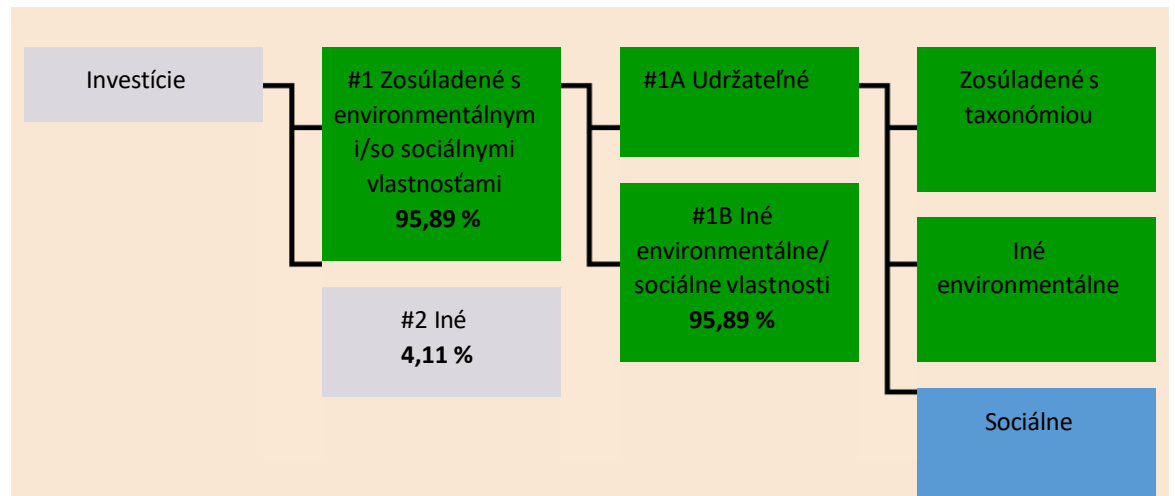 Investície
#1 Zosúladené s
environmentálnym
i/so sociálnymi
vlastnosťami
95,89 %
#2 Iné
4,11 %
#1A Udržateľné
#1B Iné
environmentálne/
sociálne vlastnosti
95,89 %
Zosúladené s
taxonómiou
Iné
environmentálne
Sociálne